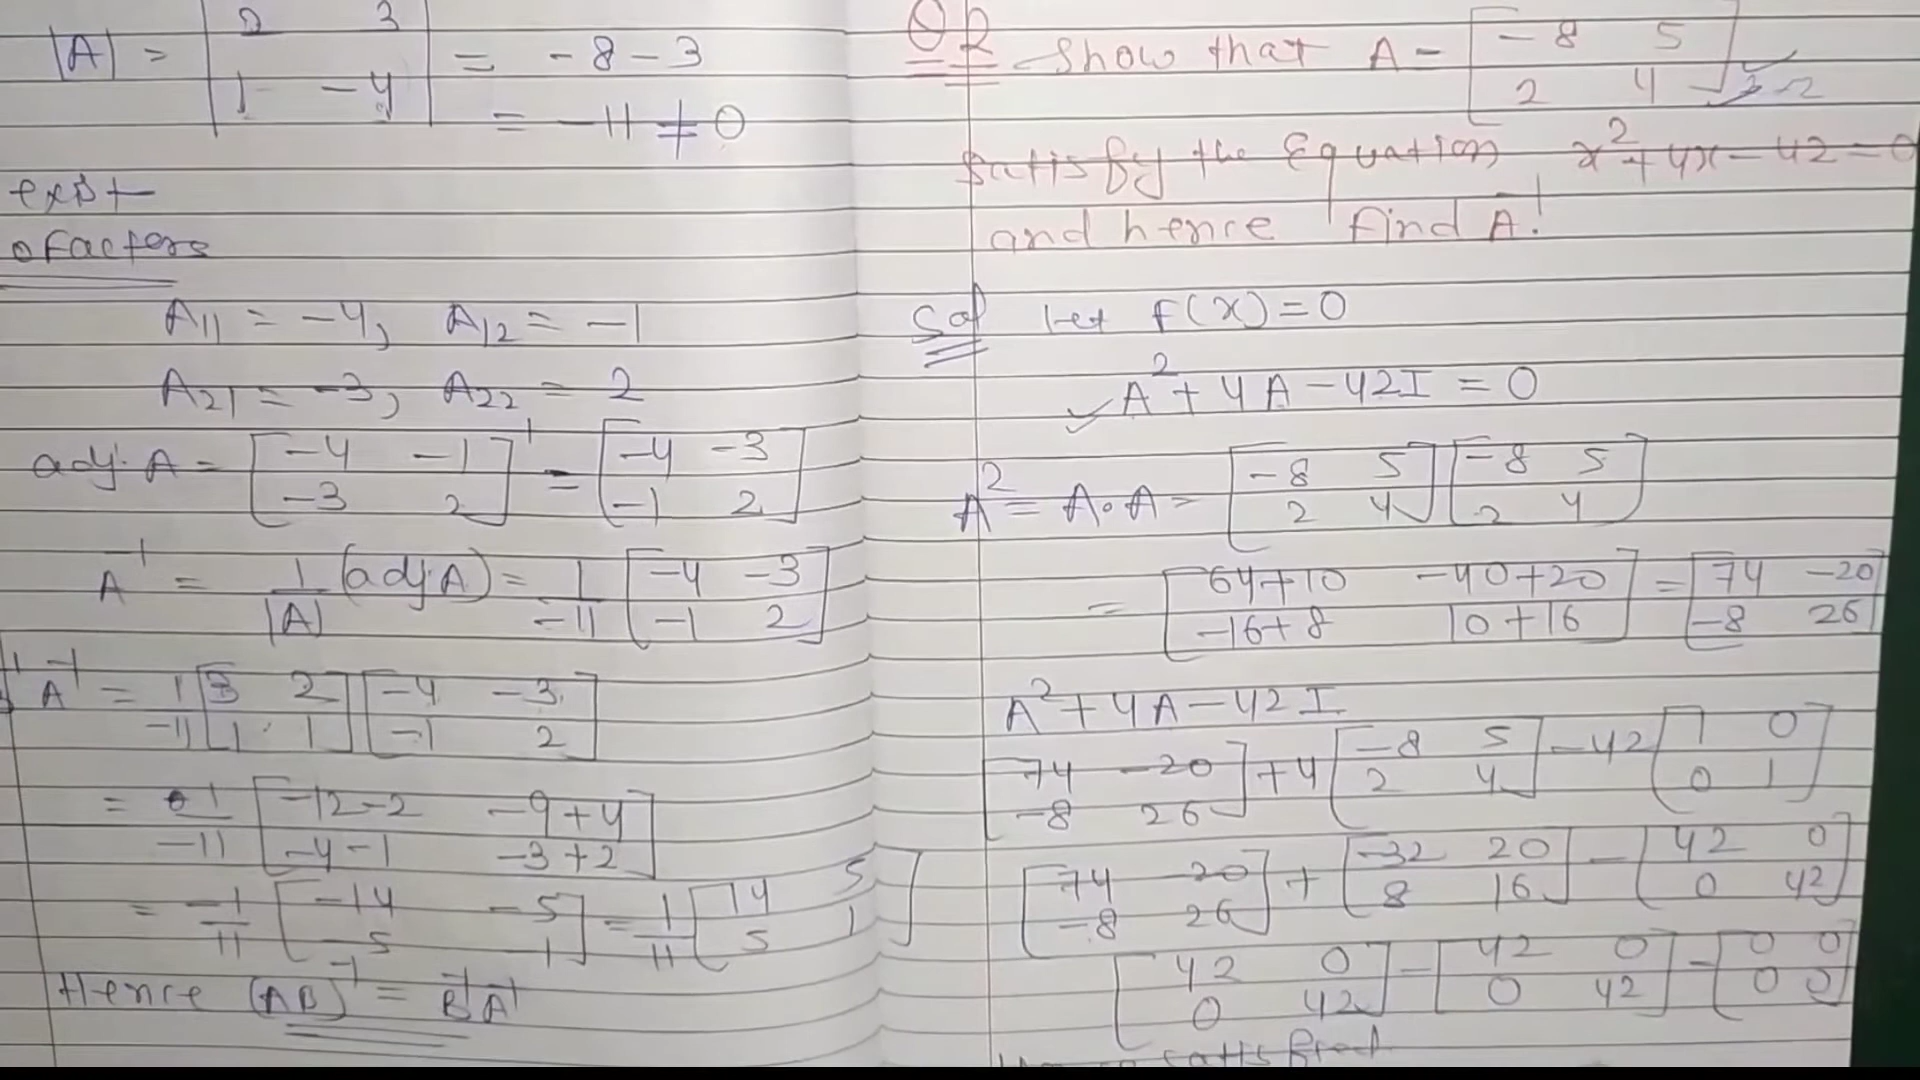 |A| = | 2 3 | = -8 - 3
| 1 -4 | = -11 ≠ 0
exist
ofactors
A11 = -4, A12 = -1
A21 = -3, A22 = 2
adj. A = [ -4 -1 ]' = [ -4 -3 ]
[ -3 2 ] [ -1 2 ]
A^-1 = 1/|A| (adj.A) = 1/-11 [ -4 -3 ]
[ -1 2 ]
A^-1 = 1/-11 [ 3 2 ] [ -4 -3 ]
[ 1 1 ] [ -1 2 ]
= 1/-11 [ -12-2 -9+4 ]
[ -4-1 -3+2 ]
= -1/11 [ -14 -5 ] = 1/11 [ 14 5 ]
[ -5 -1 ] [ 5 1 ]
Hence (AB)^-1 = B^-1 A^-1
Show that A = [ -8 5 ]
[ 2 4 ]
Satisfy the Equation x^2 + 4x - 42 = 0
and hence Find A^-1.
Sol let F(x) = 0
A^2 + 4A - 42I = 0
A^2 = A.A = [ -8 5 ] [ -8 5 ]
[ 2 4 ] [ 2 4 ]
= [ 64+10 -40+20 ] = [ 74 -20 ]
[ -16+8 10+16 ] [ -8 26 ]
A^2 + 4A - 42I
[ 74 -20 ] + 4 [ -8 5 ] - 42 [ 1 0 ]
[ -8 26 ] [ 2 4 ] [ 0 1 ]
[ 74 -20 ] + [ -32 20 ] - [ 42 0 ]
[ -8 26 ] [ 8 16 ] [ 0 42 ]
[ 42 0 ] - [ 42 0 ] = [ 0 0 ]
[ 0 42 ] [ 0 42 ] [ 0 0 ]